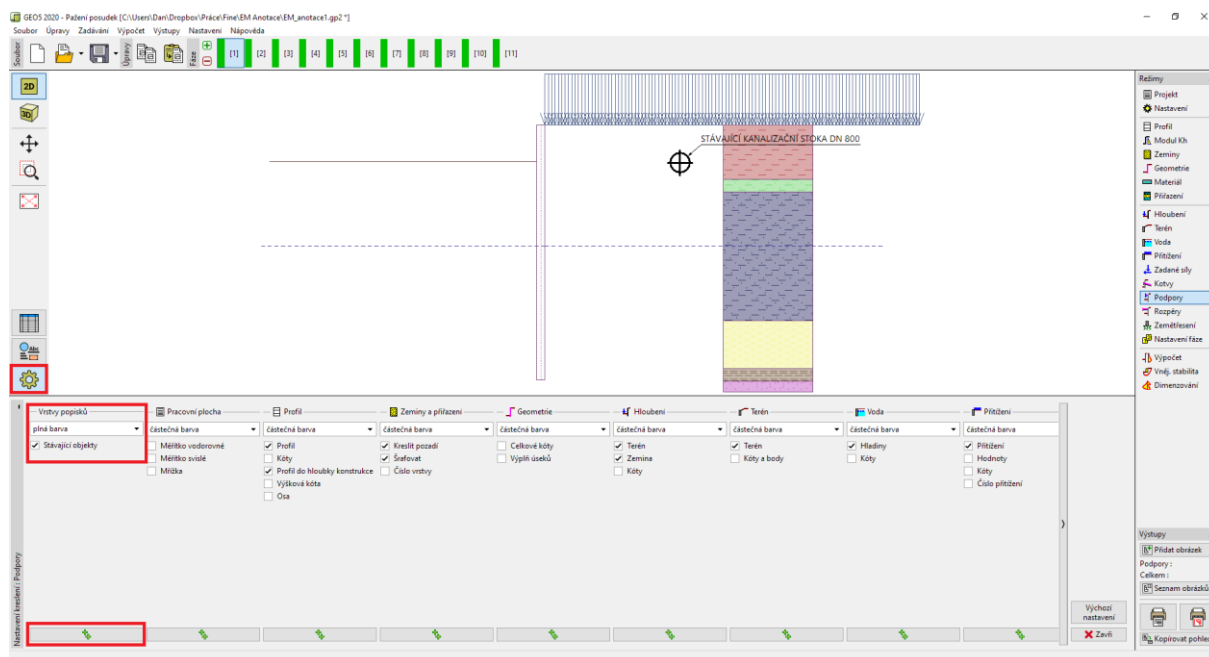 GEO5 2020 - Pažení posudek [C:\Users\Dan\Dropbox\Práce\Fine\EM Anotace\EM_anotace1.gp2 *]
Soubor Úpravy Zadávání Výpočet Výstupy Nastavení Nápověda
Soubor
Úpravy
Fáze
[1] [2] [3] [4] [5] [6] [7] [8] [9] [10] [11]
2D
3D
STÁVAJÍCÍ KANALIZAČNÍ STOKA DN 800
Abc
Režimy
Projekt
Nastavení
Profil
Modul Kh
Zeminy
Geometrie
Materiál
Přiřazení
Hloubení
Terén
Voda
Přitížení
Zadané síly
Kotvy
Podpory
Rozpěry
Zemětřesení
Nastavení fáze
Výpočet
Vněj. stabilita
Dimenzování
Nastavení kreslení : Podpory
Vrstvy popisků
plná barva
Stávající objekty
Pracovní plocha
částečná barva
Měřítko vodorovné
Měřítko svislé
Mřížka
Profil
částečná barva
Profil
Kóty
Profil do hloubky konstrukce
Výšková kóta
Osa
Zeminy a přiřazení
částečná barva
Kreslit pozadí
Šrafovat
Číslo vrstvy
Geometrie
částečná barva
Celkové kóty
Výplň úseků
Hloubení
částečná barva
Terén
Zemina
Kóty
Terén
částečná barva
Terén
Kóty a body
Voda
částečná barva
Hladiny
Kóty
Přitížení
částečná barva
Přitížení
Hodnoty
Kóty
Číslo přitížení
Výchozí
nastavení
Zavři
Výstupy
Přidat obrázek
Podpory :
Celkem :
Seznam obrázků
Kopírovat pohled